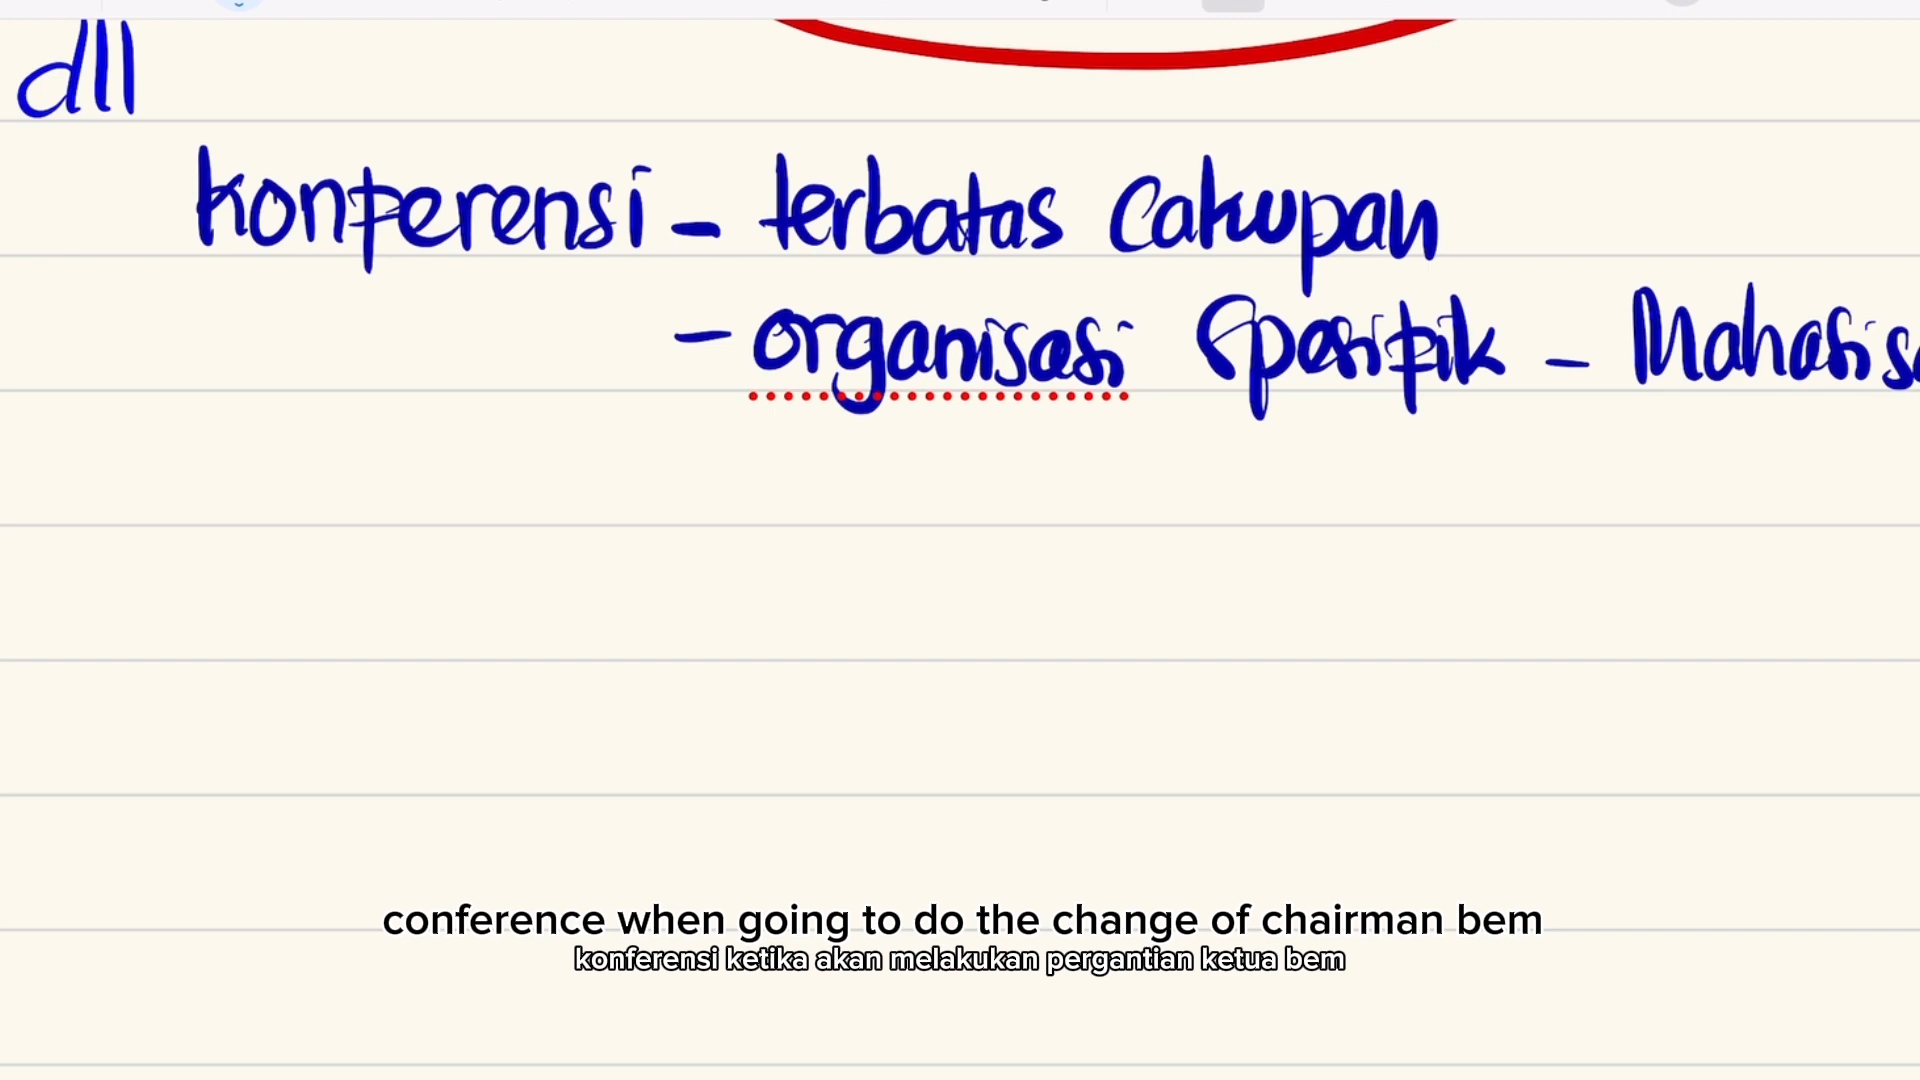 dll
konferensi - terbatas Cakupan
- organisasi Spesifik - Mahasis
conference when going to do the change of chairman bem
konferensi ketika akan melakukan pergantian ketua bem